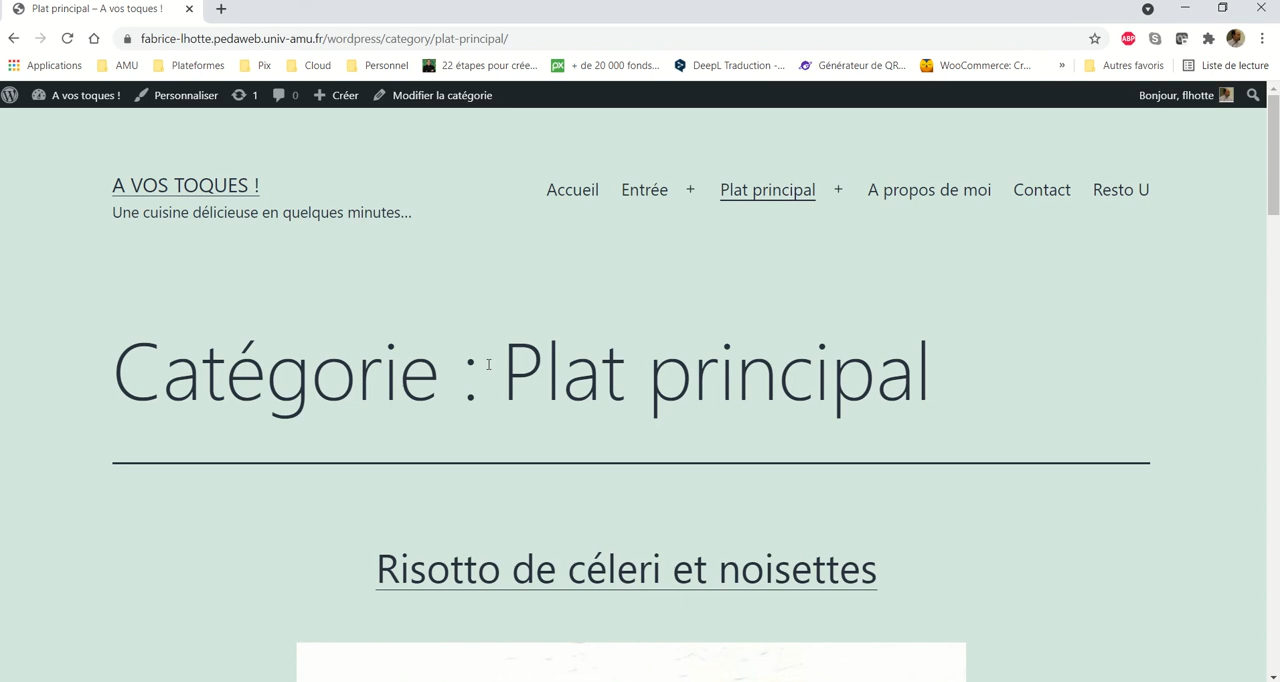 Plat principal – A vos toques !
fabrice-lhotte.pedaweb.univ-amu.fr/wordpress/category/plat-principal/
ABP
Applications AMU Plateformes Pix Cloud Personnel 22 étapes pour crée... px + de 20 000 fonds... DeepL Traduction -... Générateur de QR... WooCommerce: Cr... » Autres favoris Liste de lecture
A vos toques ! Personnaliser 1 0 + Créer Modifier la catégorie Bonjour, flhotte
A VOS TOQUES !
Une cuisine délicieuse en quelques minutes...
Accueil Entrée + Plat principal + A propos de moi Contact Resto U
Catégorie : Plat principal
Risotto de céleri et noisettes